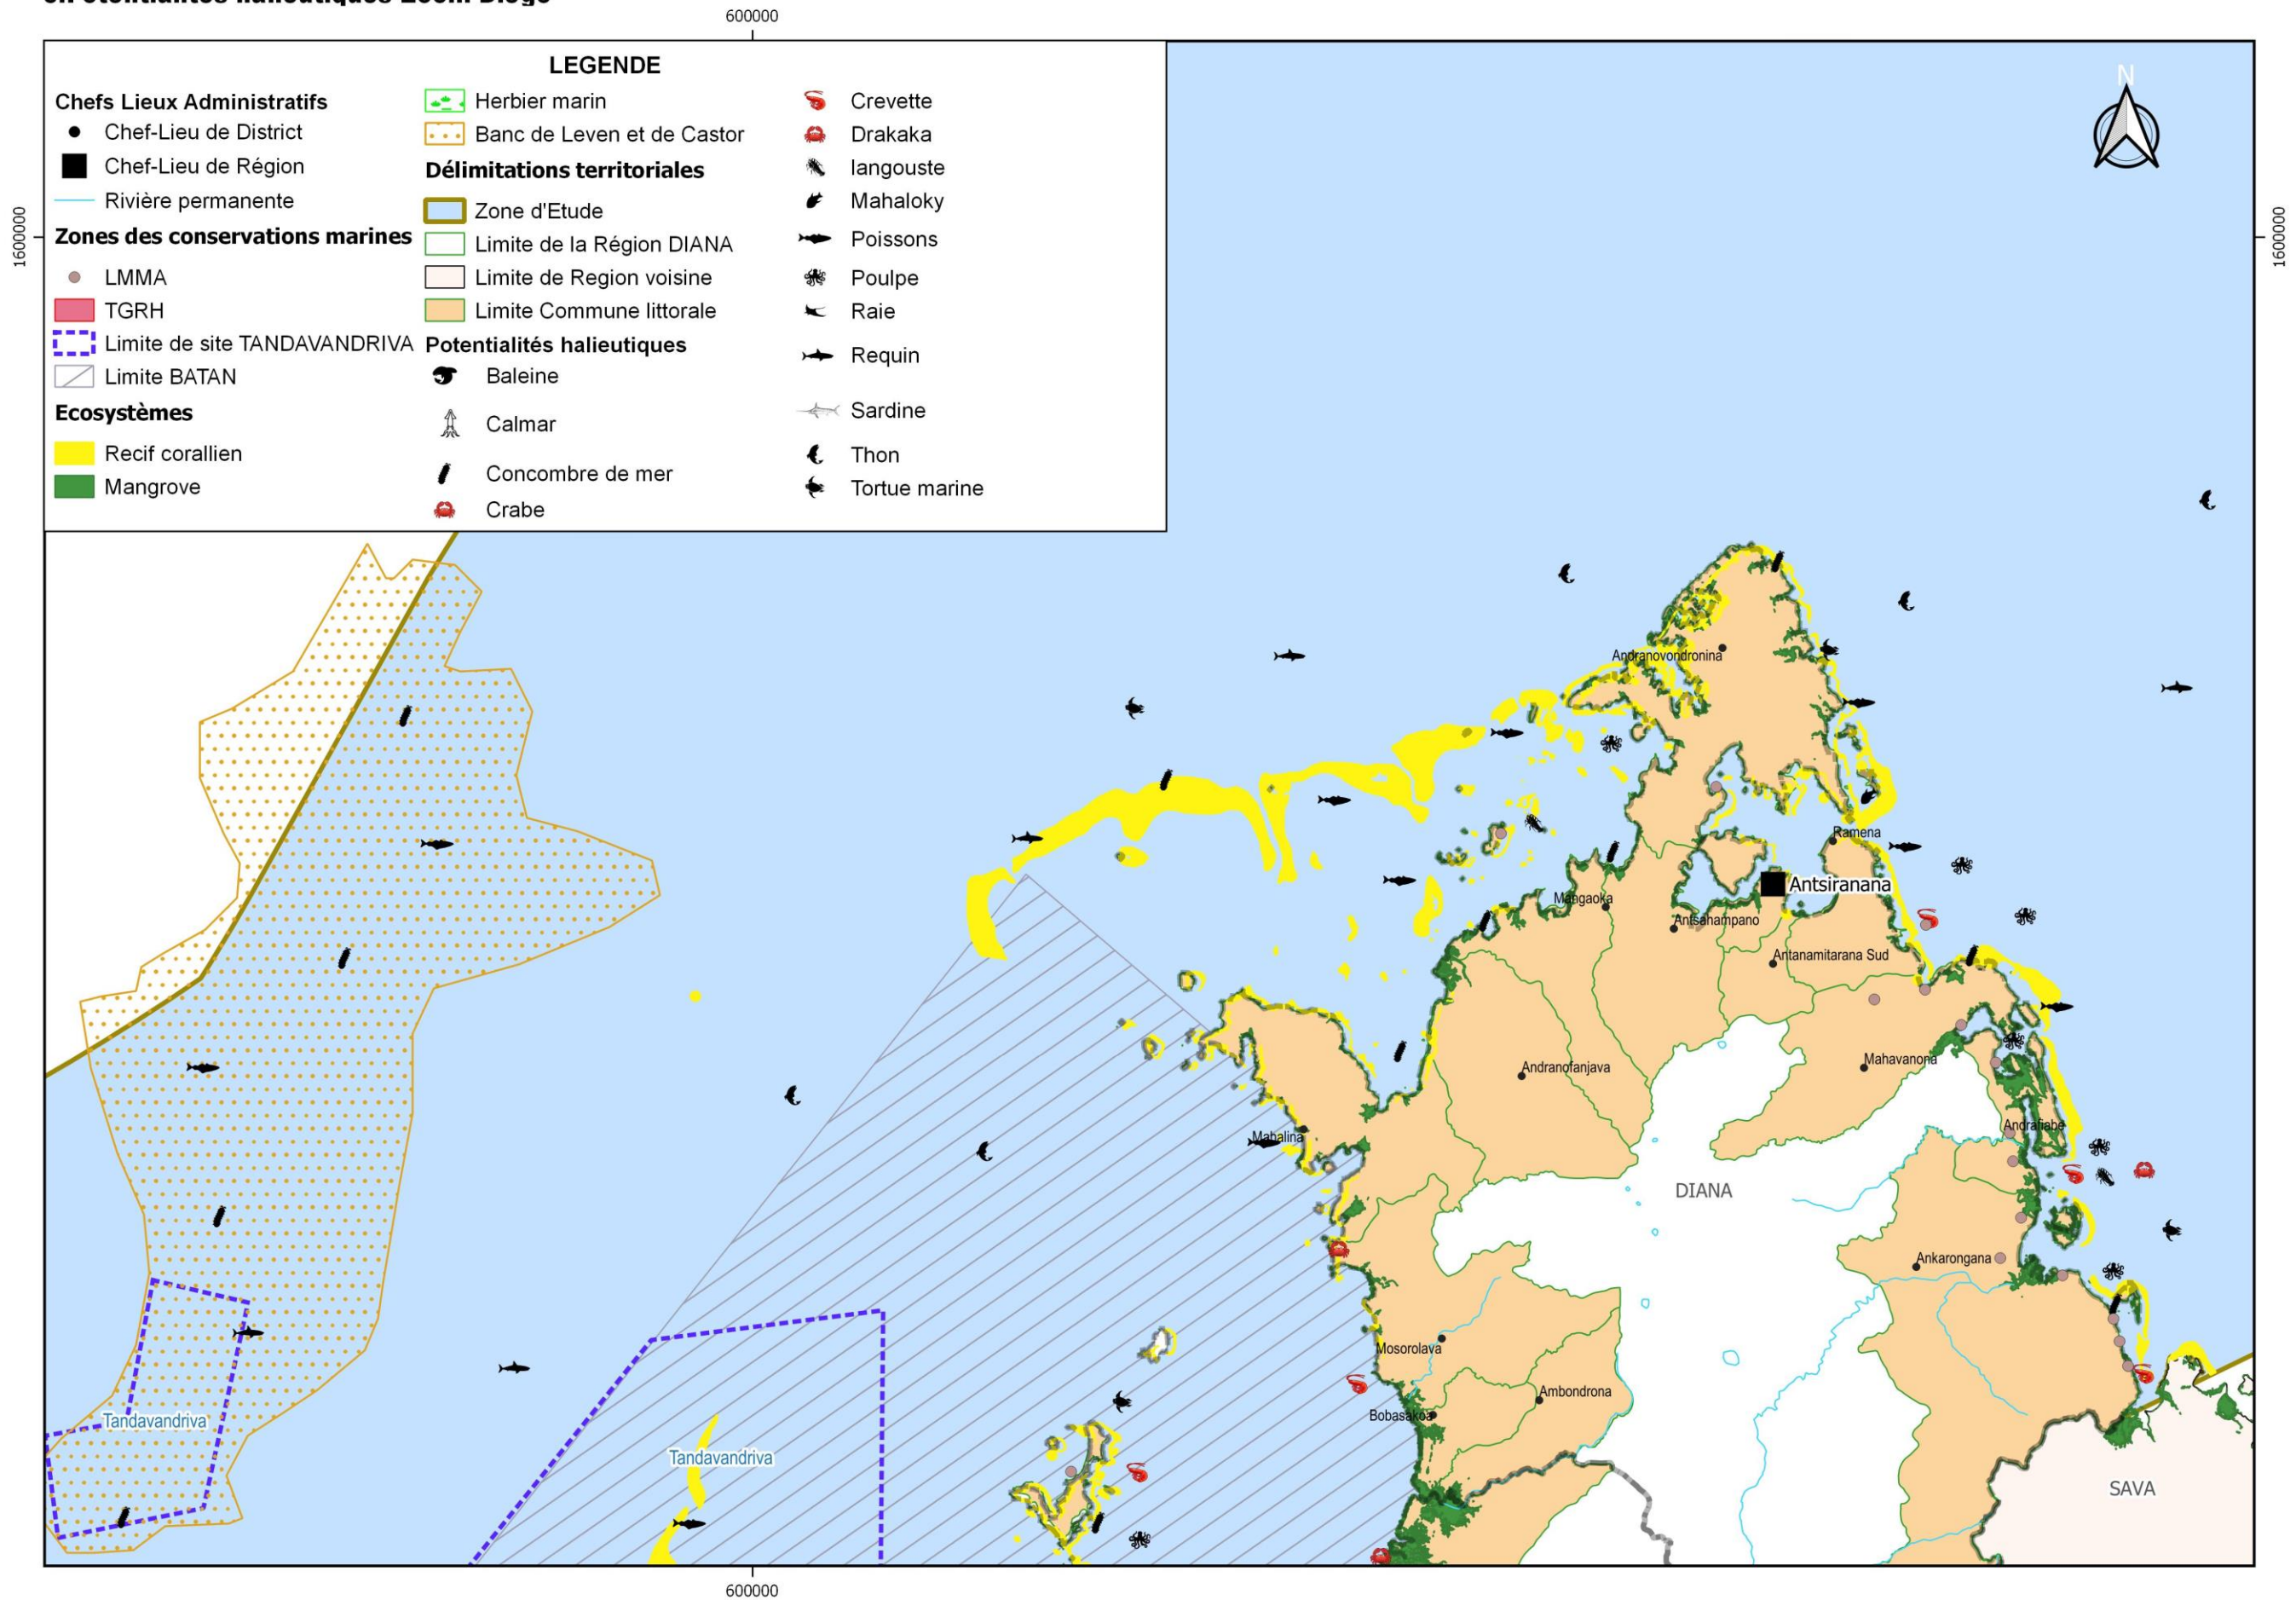 en Potentialités halieutiques Zoom Diégo
600000
1600000
1600000
LEGENDE
Chefs Lieux Administratifs
Chef-Lieu de District
Chef-Lieu de Région
Rivière permanente
Zones des conservations marines
LMMA
TGRH
Limite de site TANDAVANDRIVA
Limite BATAN
Ecosystèmes
Recif corallien
Mangrove
Herbier marin
Banc de Leven et de Castor
Délimitations territoriales
Zone d'Etude
Limite de la Région DIANA
Limite de Region voisine
Limite Commune littorale
Potentialités halieutiques
Baleine
Calmar
Concombre de mer
Crabe
Crevette
Drakaka
langouste
Mahaloky
Poissons
Poulpe
Raie
Requin
Sardine
Thon
Tortue marine
N
Andranovondronina
Ramena
Antsiranana
Mangaoka
Antsahampano
Antanamitarana Sud
Mahavanona
Andranofanjava
Mahalina
Andrafiabe
DIANA
Ankarongana
Mosorolava
Ambondrona
Bobasakoa
Tandavandriva
Tandavandriva
SAVA
600000